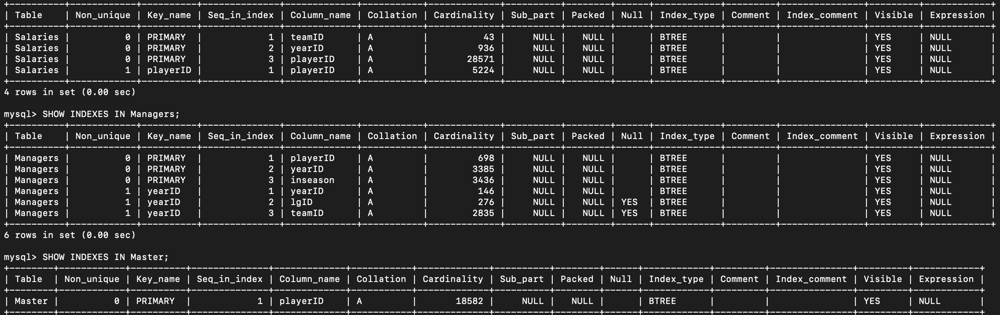 +----------+------------+----------+--------------+-------------+-----------+-------------+----------+--------+------+------------+---------+---------------+---------+------------+
| Table    | Non_unique | Key_name | Seq_in_index | Column_name | Collation | Cardinality | Sub_part | Packed | Null | Index_type | Comment | Index_comment | Visible | Expression |
+----------+------------+----------+--------------+-------------+-----------+-------------+----------+--------+------+------------+---------+---------------+---------+------------+
| Salaries |          0 | PRIMARY  |            1 | teamID      | A         |          43 |     NULL |   NULL |      | BTREE      |         |               | YES     | NULL       |
| Salaries |          0 | PRIMARY  |            2 | yearID      | A         |         936 |     NULL |   NULL |      | BTREE      |         |               | YES     | NULL       |
| Salaries |          0 | PRIMARY  |            3 | playerID    | A         |       28571 |     NULL |   NULL |      | BTREE      |         |               | YES     | NULL       |
| Salaries |          1 | playerID |            1 | playerID    | A         |        5224 |     NULL |   NULL |      | BTREE      |         |               | YES     | NULL       |
+----------+------------+----------+--------------+-------------+-----------+-------------+----------+--------+------+------------+---------+---------------+---------+------------+
4 rows in set (0.00 sec)
mysql> SHOW INDEXES IN Managers;
+----------+------------+----------+--------------+-------------+-----------+-------------+----------+--------+------+------------+---------+---------------+---------+------------+
| Table    | Non_unique | Key_name | Seq_in_index | Column_name | Collation | Cardinality | Sub_part | Packed | Null | Index_type | Comment | Index_comment | Visible | Expression |
+----------+------------+----------+--------------+-------------+-----------+-------------+----------+--------+------+------------+---------+---------------+---------+------------+
| Managers |          0 | PRIMARY  |            1 | playerID    | A         |         698 |     NULL |   NULL |      | BTREE      |         |               | YES     | NULL       |
| Managers |          0 | PRIMARY  |            2 | yearID      | A         |        3385 |     NULL |   NULL |      | BTREE      |         |               | YES     | NULL       |
| Managers |          0 | PRIMARY  |            3 | inseason    | A         |        3436 |     NULL |   NULL |      | BTREE      |         |               | YES     | NULL       |
| Managers |          1 | yearID   |            1 | yearID      | A         |         146 |     NULL |   NULL |      | BTREE      |         |               | YES     | NULL       |
| Managers |          1 | yearID   |            2 | lgID        | A         |         276 |     NULL |   NULL | YES  | BTREE      |         |               | YES     | NULL       |
| Managers |          1 | yearID   |            3 | teamID      | A         |        2835 |     NULL |   NULL | YES  | BTREE      |         |               | YES     | NULL       |
+----------+------------+----------+--------------+-------------+-----------+-------------+----------+--------+------+------------+---------+---------------+---------+------------+
6 rows in set (0.00 sec)
mysql> SHOW INDEXES IN Master;
+--------+------------+----------+--------------+-------------+-----------+-------------+----------+--------+------+------------+---------+---------------+---------+------------+
| Table  | Non_unique | Key_name | Seq_in_index | Column_name | Collation | Cardinality | Sub_part | Packed | Null | Index_type | Comment | Index_comment | Visible | Expression |
+--------+------------+----------+--------------+-------------+-----------+-------------+----------+--------+------+------------+---------+---------------+---------+------------+
| Master |          0 | PRIMARY  |            1 | playerID    | A         |       18582 |     NULL |   NULL |      | BTREE      |         |               | YES     | NULL       |
+--------+------------+----------+--------------+-------------+-----------+-------------+----------+--------+------+------------+---------+---------------+---------+------------+